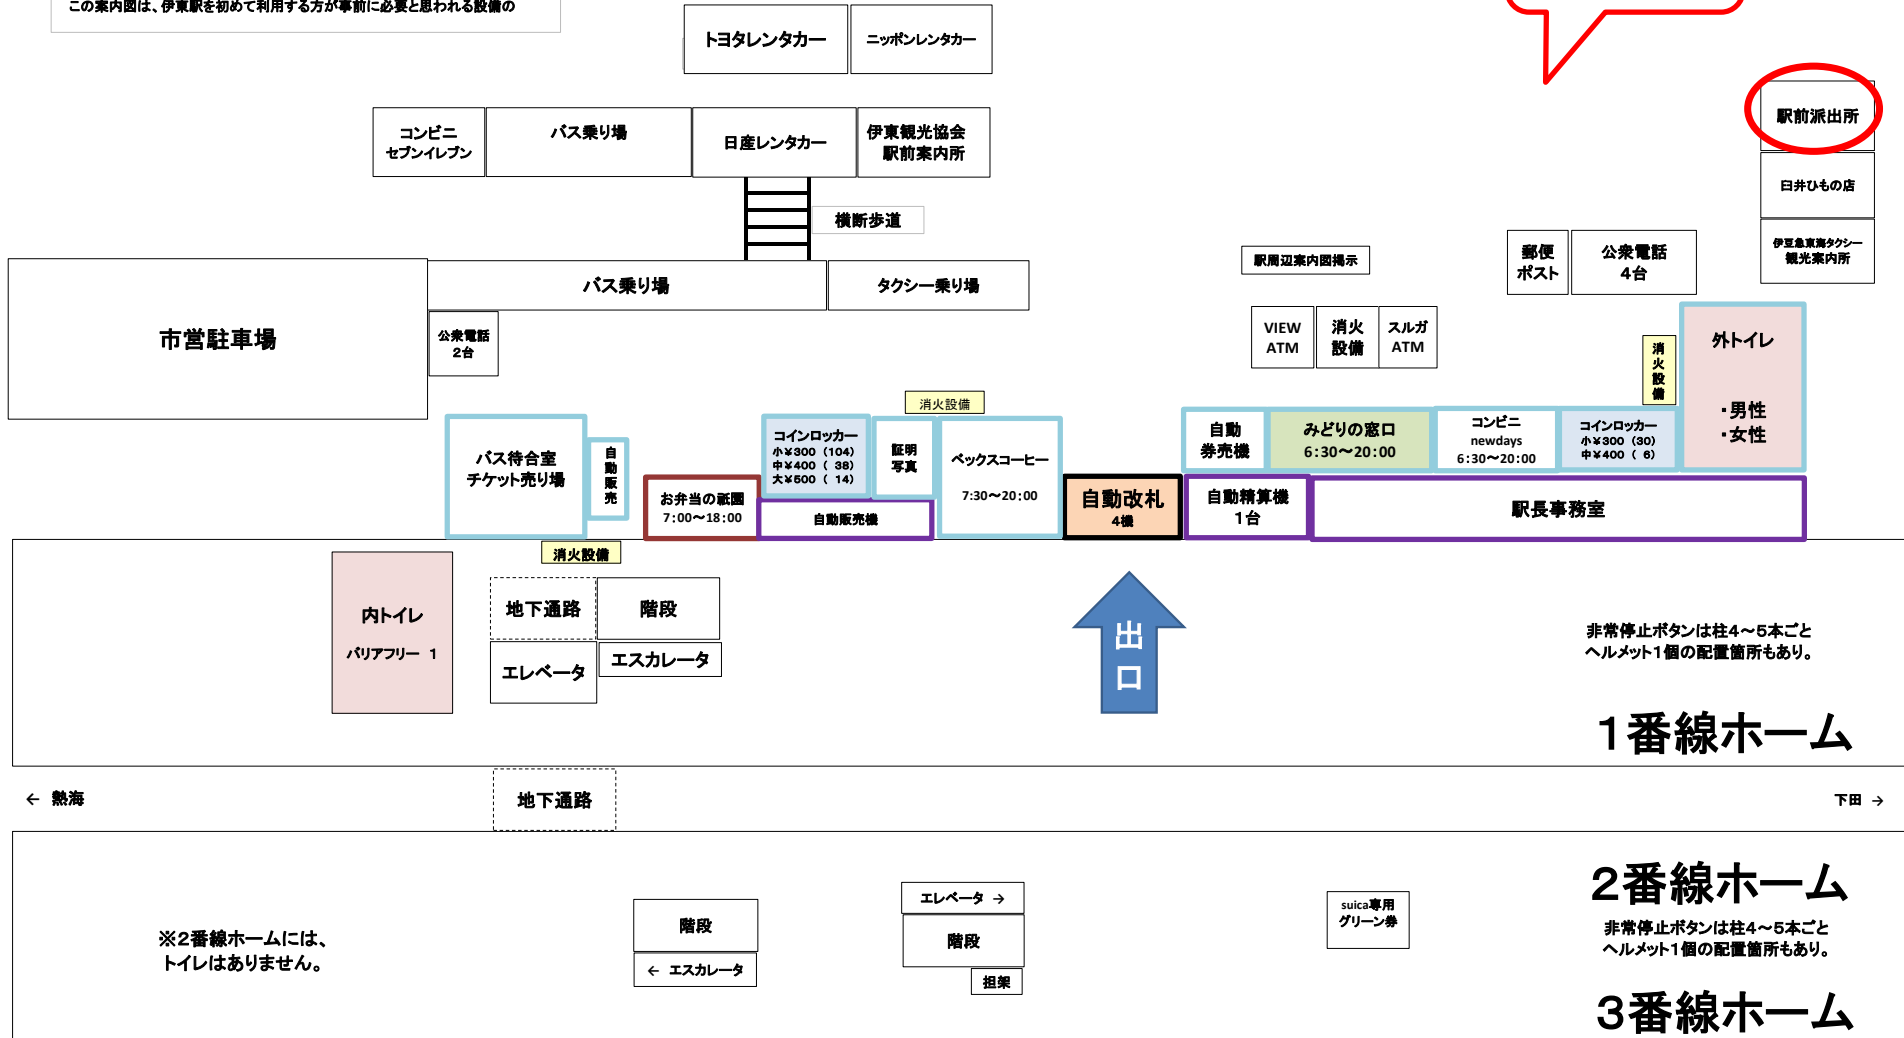 この案内図は、伊東駅を初めて利用する方が事前に必要と思われる設備の
トヨタレンタカー
ニッポンレンタカー
駅前派出所
コンビニ
セブンイレブン
バス乗り場
日産レンタカー
伊東観光協会
駅前案内所
臼井ひもの店
横断歩道
伊豆急東海タクシー
観光案内所
駅周辺案内図掲示
郵便
ポスト
公衆電話
4台
バス乗り場
タクシー乗り場
市営駐車場
公衆電話
2台
VIEW
ATM
消火
設備
スルガ
ATM
消火設備
外トイレ
・男性
・女性
消火設備
バス待合室
チケット売り場
自動販売
お弁当の祇園
7:00～18:00
コインロッカー
小¥300 (104)
中¥400 ( 38)
大¥500 ( 14)
自動販売機
証明
写真
ベックスコーヒー
7:30～20:00
自動改札
4機
自動
券売機
みどりの窓口
6:30～20:00
コンビニ
newdays
6:30～20:00
コインロッカー
小¥300 (30)
中¥400 ( 6)
自動精算機
1台
駅長事務室
消火設備
内トイレ
バリアフリー 1
地下通路
階段
エレベータ
エスカレータ
出口
非常停止ボタンは柱4～5本ごと
ヘルメット1個の配置箇所もあり。
1番線ホーム
← 熱海
地下通路
下田 →
※2番線ホームには、
トイレはありません。
階段
← エスカレータ
エレベータ →
階段
担架
suica専用
グリーン券
2番線ホーム
非常停止ボタンは柱4～5本ごと
ヘルメット1個の配置箇所もあり。
3番線ホーム